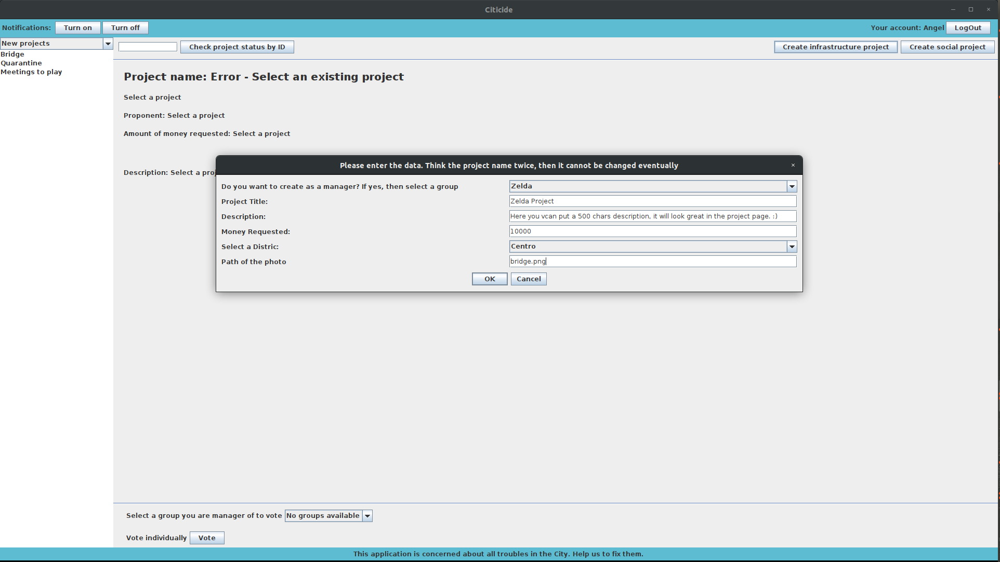 Citicide
Notifications: Turn on Turn off Your account: Angel LogOut
New projects
Bridge
Quarantine
Meetings to play
Check project status by ID Create infrastructure project Create social project
Project name: Error - Select an existing project
Select a project
Proponent: Select a project
Amount of money requested: Select a project
Description: Select a proj
Please enter the data. Think the project name twice, then it cannot be changed eventually
Do you want to create as a manager? If yes, then select a group Zelda
Project Title: Zelda Project
Description: Here you vcan put a 500 chars description, it will look great in the project page. :)
Money Requested: 10000
Select a Distric: Centro
Path of the photo bridge.png
OK Cancel
Select a group you are manager of to vote No groups available
Vote individually Vote
This application is concerned about all troubles in the City. Help us to fix them.